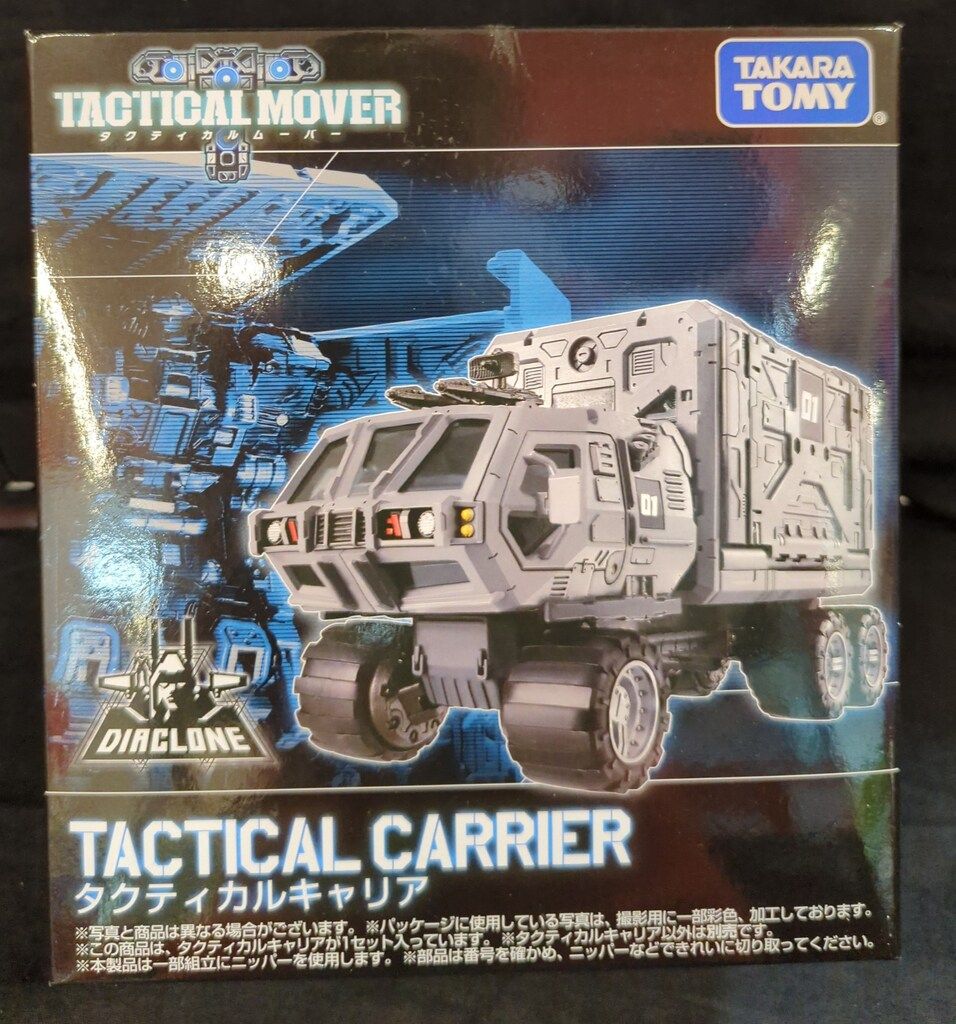 TACTICAL MOVER
タクティカルムーバー
TAKARA
TOMY
®
01
01
DIACLONE
TACTICAL CARRIER
タクティカルキャリア
※写真と商品は異なる場合がございます。 ※パッケージに使用している写真は、撮影用に一部彩色、加工しております。
※この商品は、タクティカルキャリアが1セット入っています。 ※タクティカルキャリア以外は別売です。
※本製品は一部組立にニッパーを使用します。 ※部品は番号を確かめ、ニッパーなどできれいに切り取ってください。